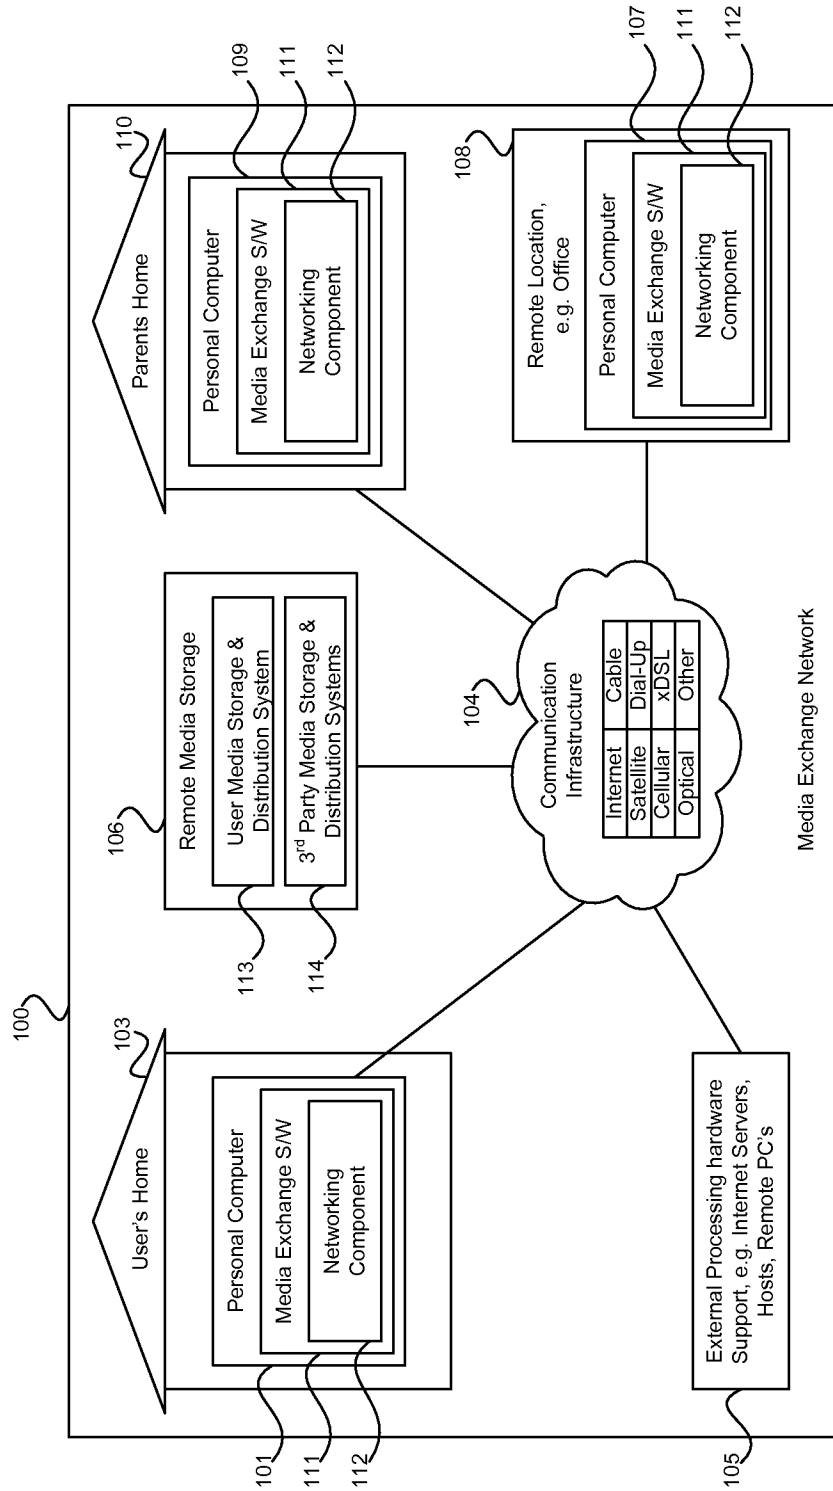 100
103
User's Home
Personal Computer
Media Exchange S/W
Networking
Component
101
111
112
106
Remote Media Storage
User Media Storage &
Distribution System
3rd Party Media Storage &
Distribution Systems
113
114
110
Parents Home
Personal Computer
Media Exchange S/W
Networking
Component
109
111
112
104
Communication
Infrastructure
Internet Cable
Satellite Dial-Up
Cellular xDSL
Optical Other
105
External Processing hardware
Support, e.g. Internet Servers,
Hosts, Remote PC's
108
Remote Location,
e.g. Office
Personal Computer
Media Exchange S/W
Networking
Component
107
111
112
Media Exchange Network